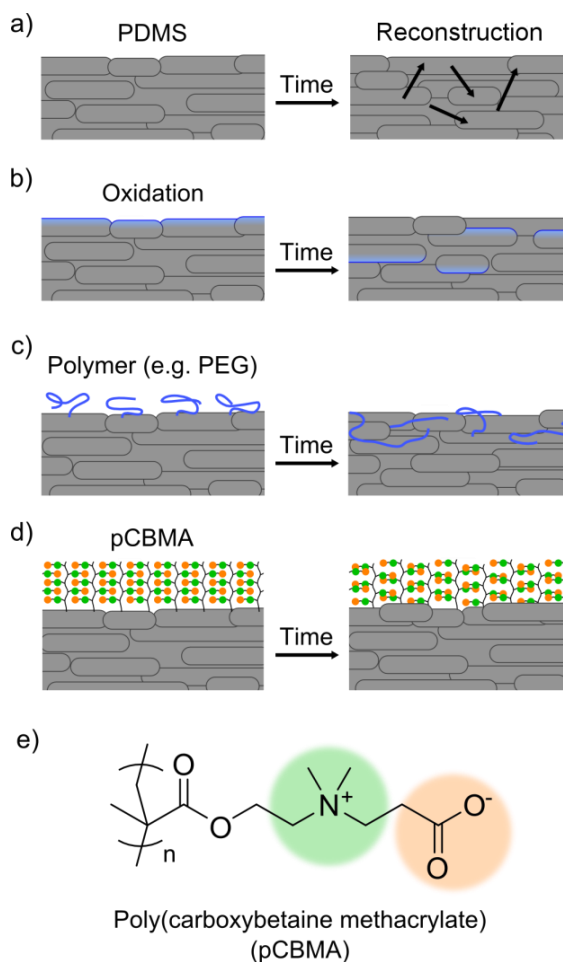 a)
PDMS
Reconstruction
Time
b)
Oxidation
Time
c)
Polymer (e.g. PEG)
Time
d)
pCBMA
Time
e)
O
O
n
N+
O-
O
Poly(carboxybetaine methacrylate)
(pCBMA)